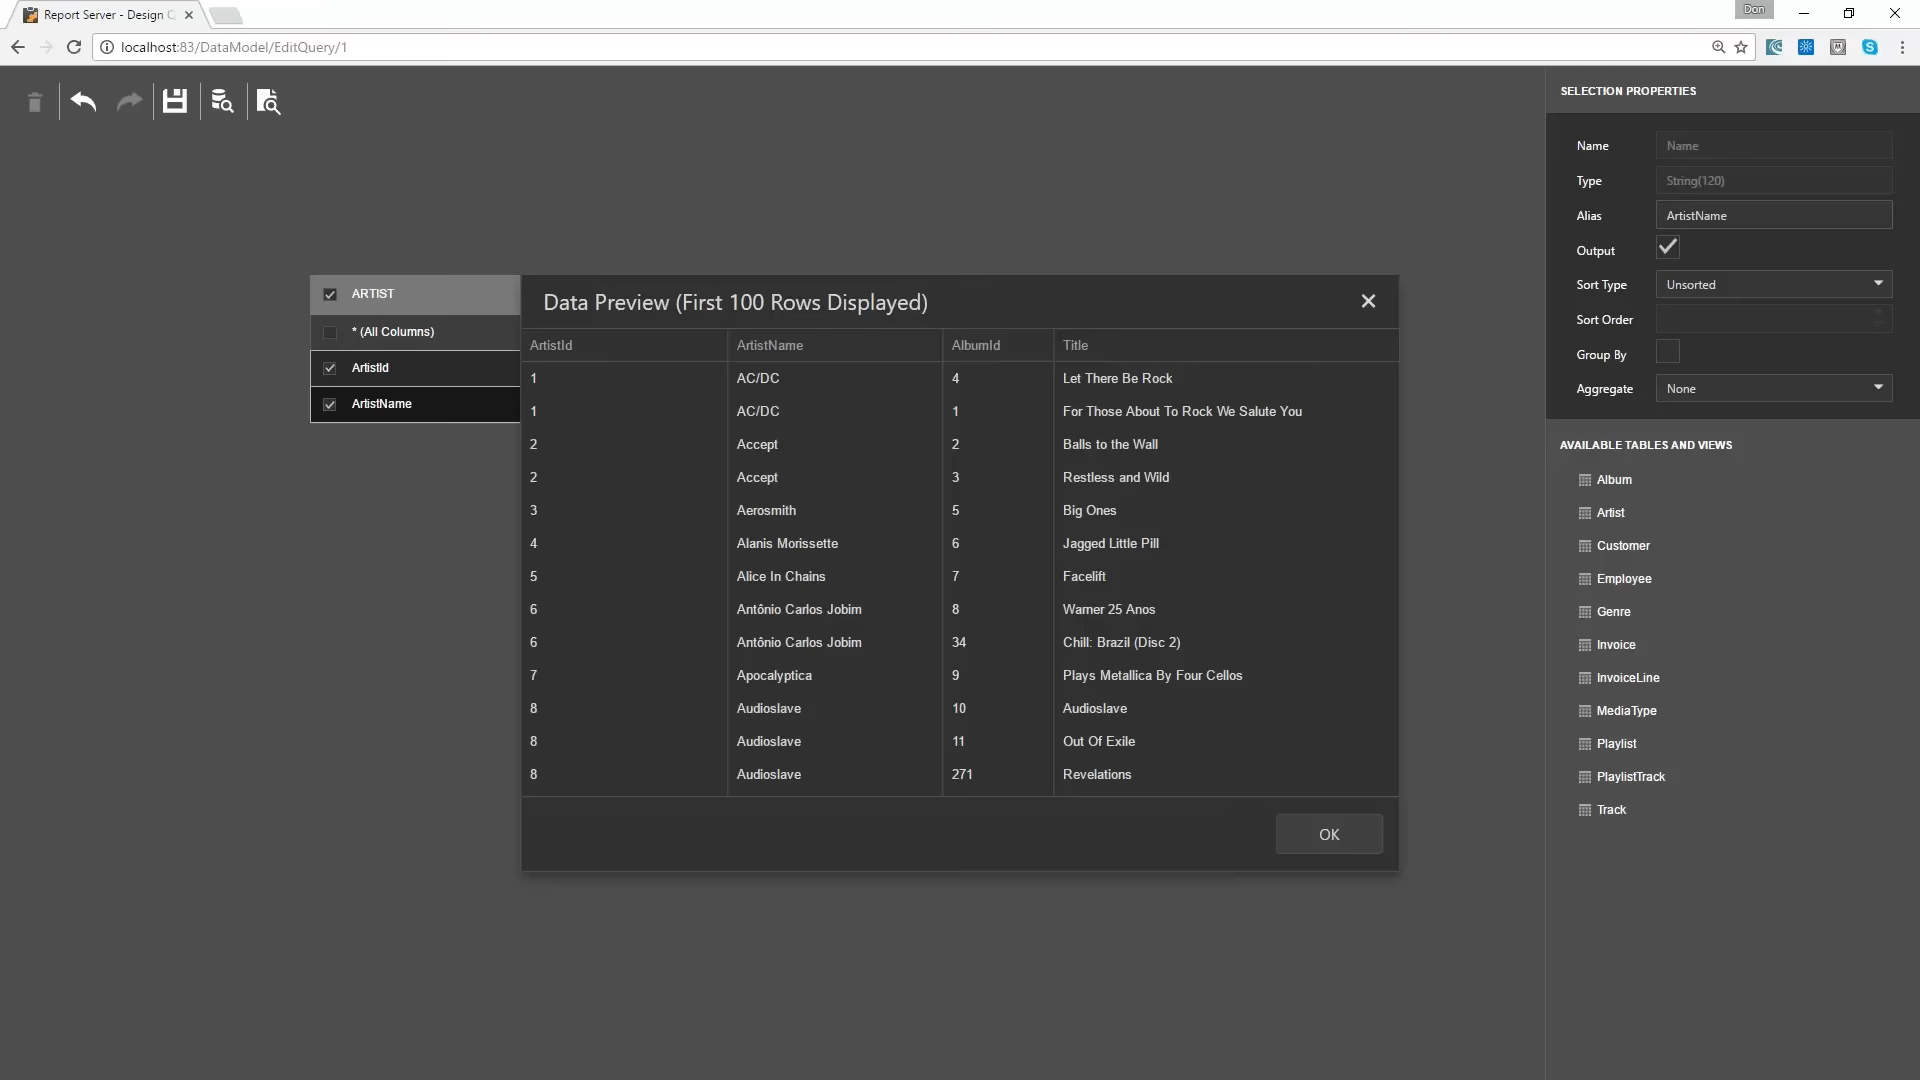 Report Server - Design Q
Don
localhost:83/DataModel/EditQuery/1
SELECTION PROPERTIES
Name Name
Type String(120)
Alias ArtistName
Output
Sort Type Unsorted
Sort Order
Group By
Aggregate None
ARTIST
* (All Columns)
ArtistId
ArtistName
Data Preview (First 100 Rows Displayed)
ArtistId ArtistName AlbumId Title
1 AC/DC 4 Let There Be Rock
1 AC/DC 1 For Those About To Rock We Salute You
2 Accept 2 Balls to the Wall
2 Accept 3 Restless and Wild
3 Aerosmith 5 Big Ones
4 Alanis Morissette 6 Jagged Little Pill
5 Alice In Chains 7 Facelift
6 Antônio Carlos Jobim 8 Warner 25 Anos
6 Antônio Carlos Jobim 34 Chill: Brazil (Disc 2)
7 Apocalyptica 9 Plays Metallica By Four Cellos
8 Audioslave 10 Audioslave
8 Audioslave 11 Out Of Exile
8 Audioslave 271 Revelations
OK
AVAILABLE TABLES AND VIEWS
Album
Artist
Customer
Employee
Genre
Invoice
InvoiceLine
MediaType
Playlist
PlaylistTrack
Track